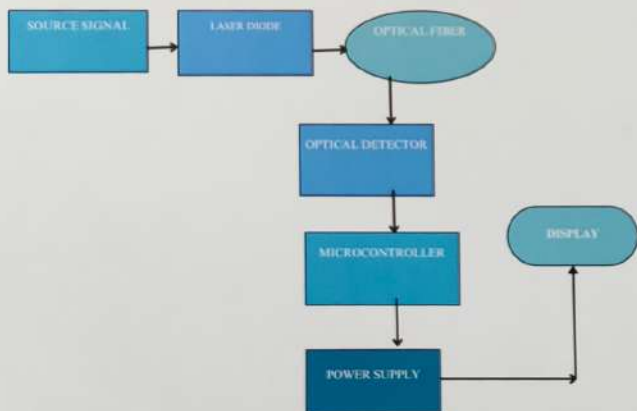 SOURCE SIGNAL
LASER DIODE
OPTICAL FIBER
OPTICAL DETECTOR
MICROCONTROLLER
DISPLAY
POWER SUPPLY